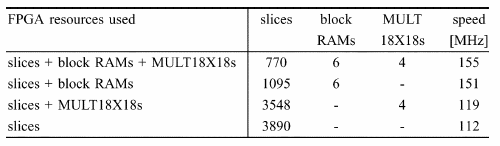 FPGA resources used slices block MULT speed
RAMs 18X18s [MHz]
slices + block RAMs + MULT18X18s 770 6 4 155
slices + block RAMs 1095 6 - 151
slices + MULT18X18s 3548 - 4 119
slices 3890 - - 112